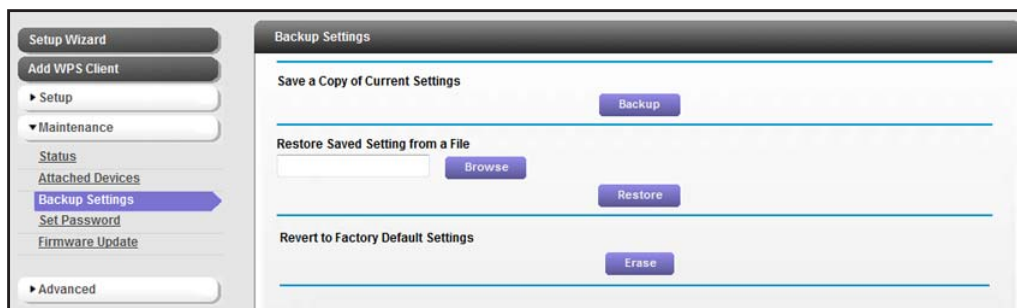 Setup Wizard
Add WPS Client
Setup
Maintenance
Status
Attached Devices
Backup Settings
Set Password
Firmware Update
Advanced
Backup Settings
Save a Copy of Current Settings
Backup
Restore Saved Setting from a File
Browse
Restore
Revert to Factory Default Settings
Erase